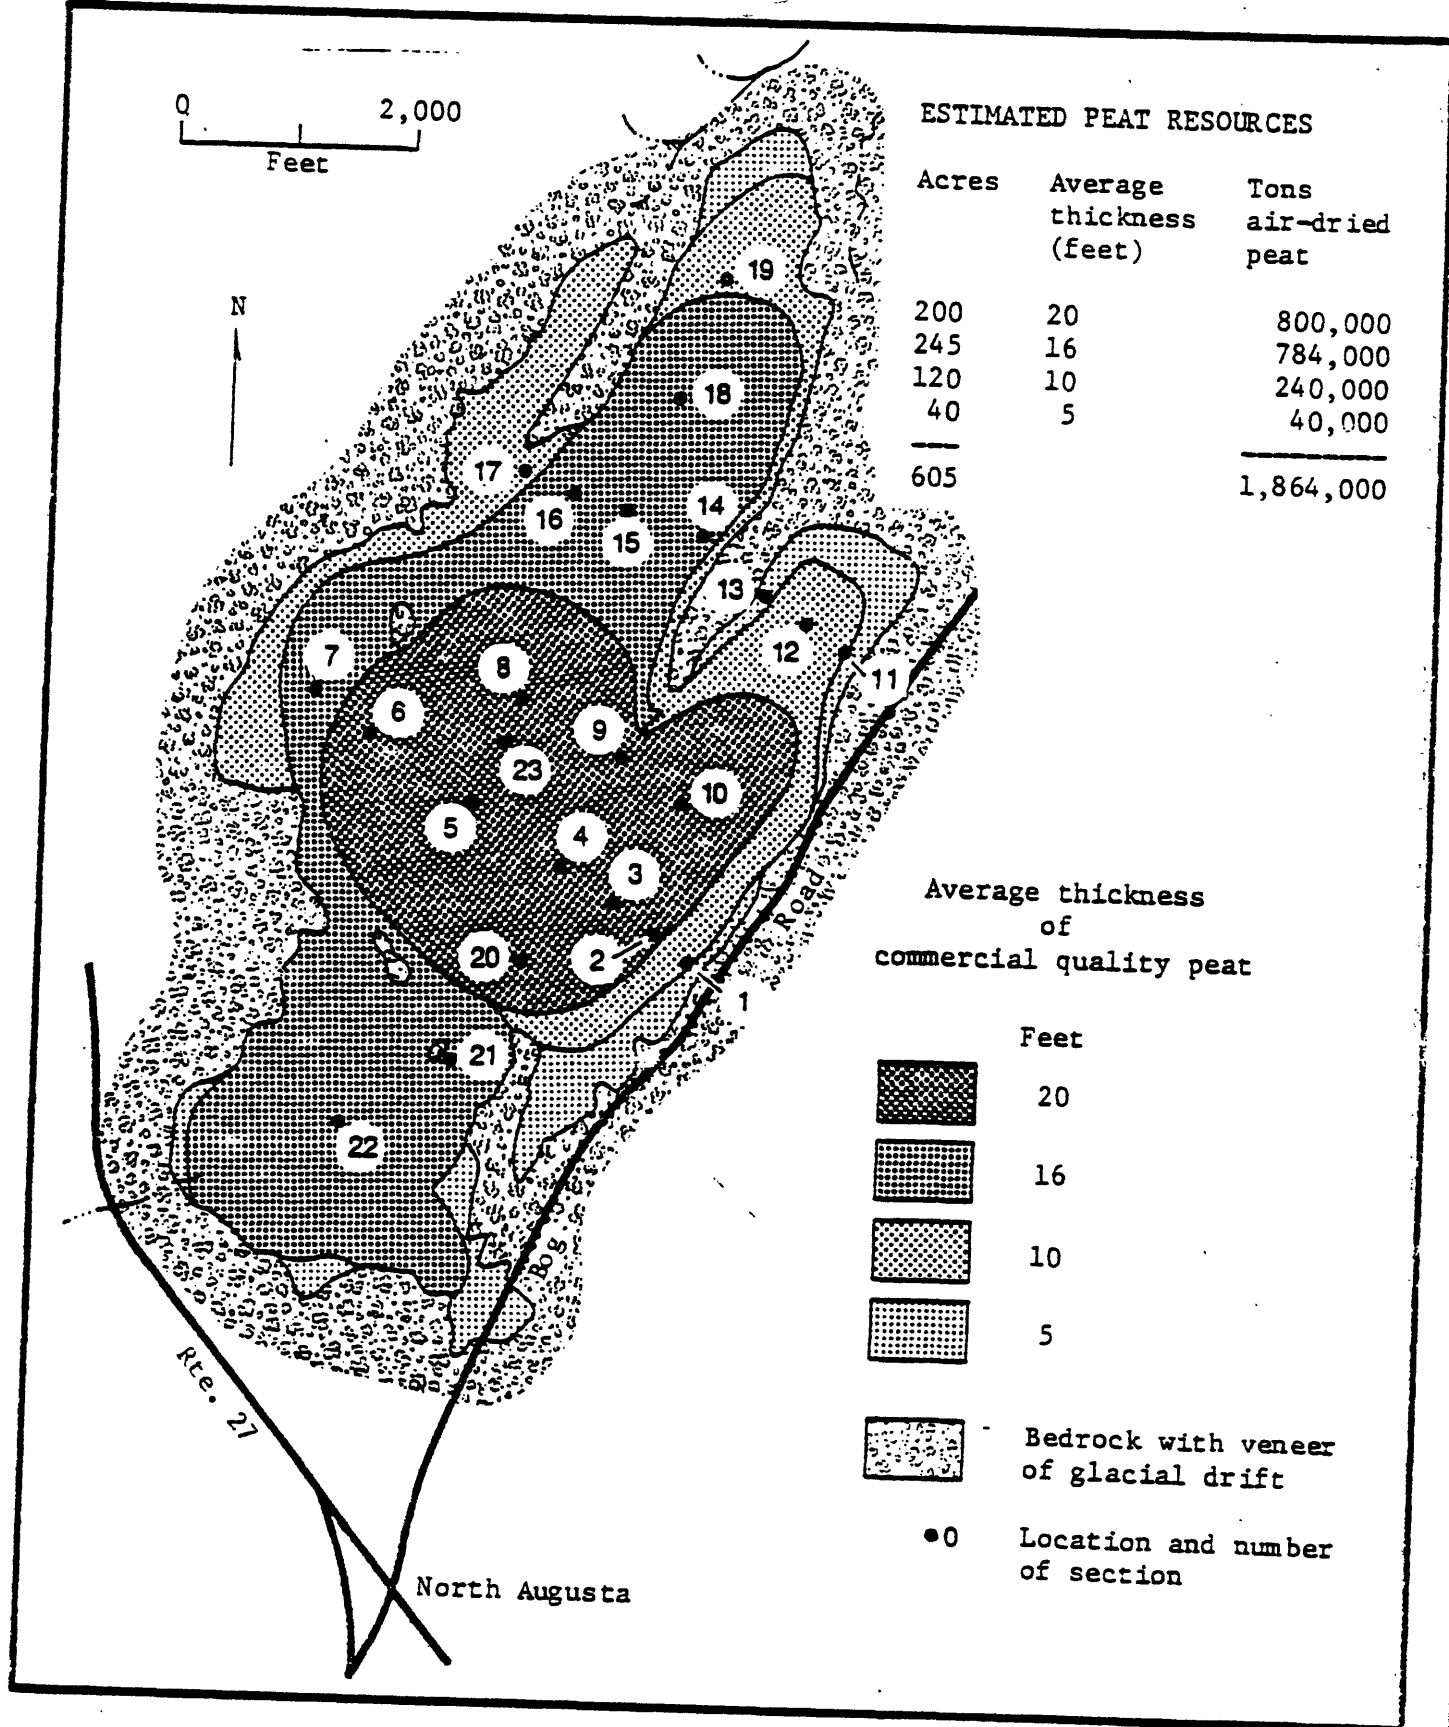 0 2,000
Feet
N
ESTIMATED PEAT RESOURCES
Acres Average Tons
thickness air-dried
(feet) peat
200 20 800,000
245 16 784,000
120 10 240,000
40 5 40,000
605 1,864,000
19
18
17
16
15
14
13
12
11
7
8
6
9
23
10
5
4
3
20
2
1
21
22
Bog Road
Rte. 27
North Augusta
Average thickness
of
commercial quality peat
Feet
20
16
10
5
Bedrock with veneer
of glacial drift
0 Location and number
of section